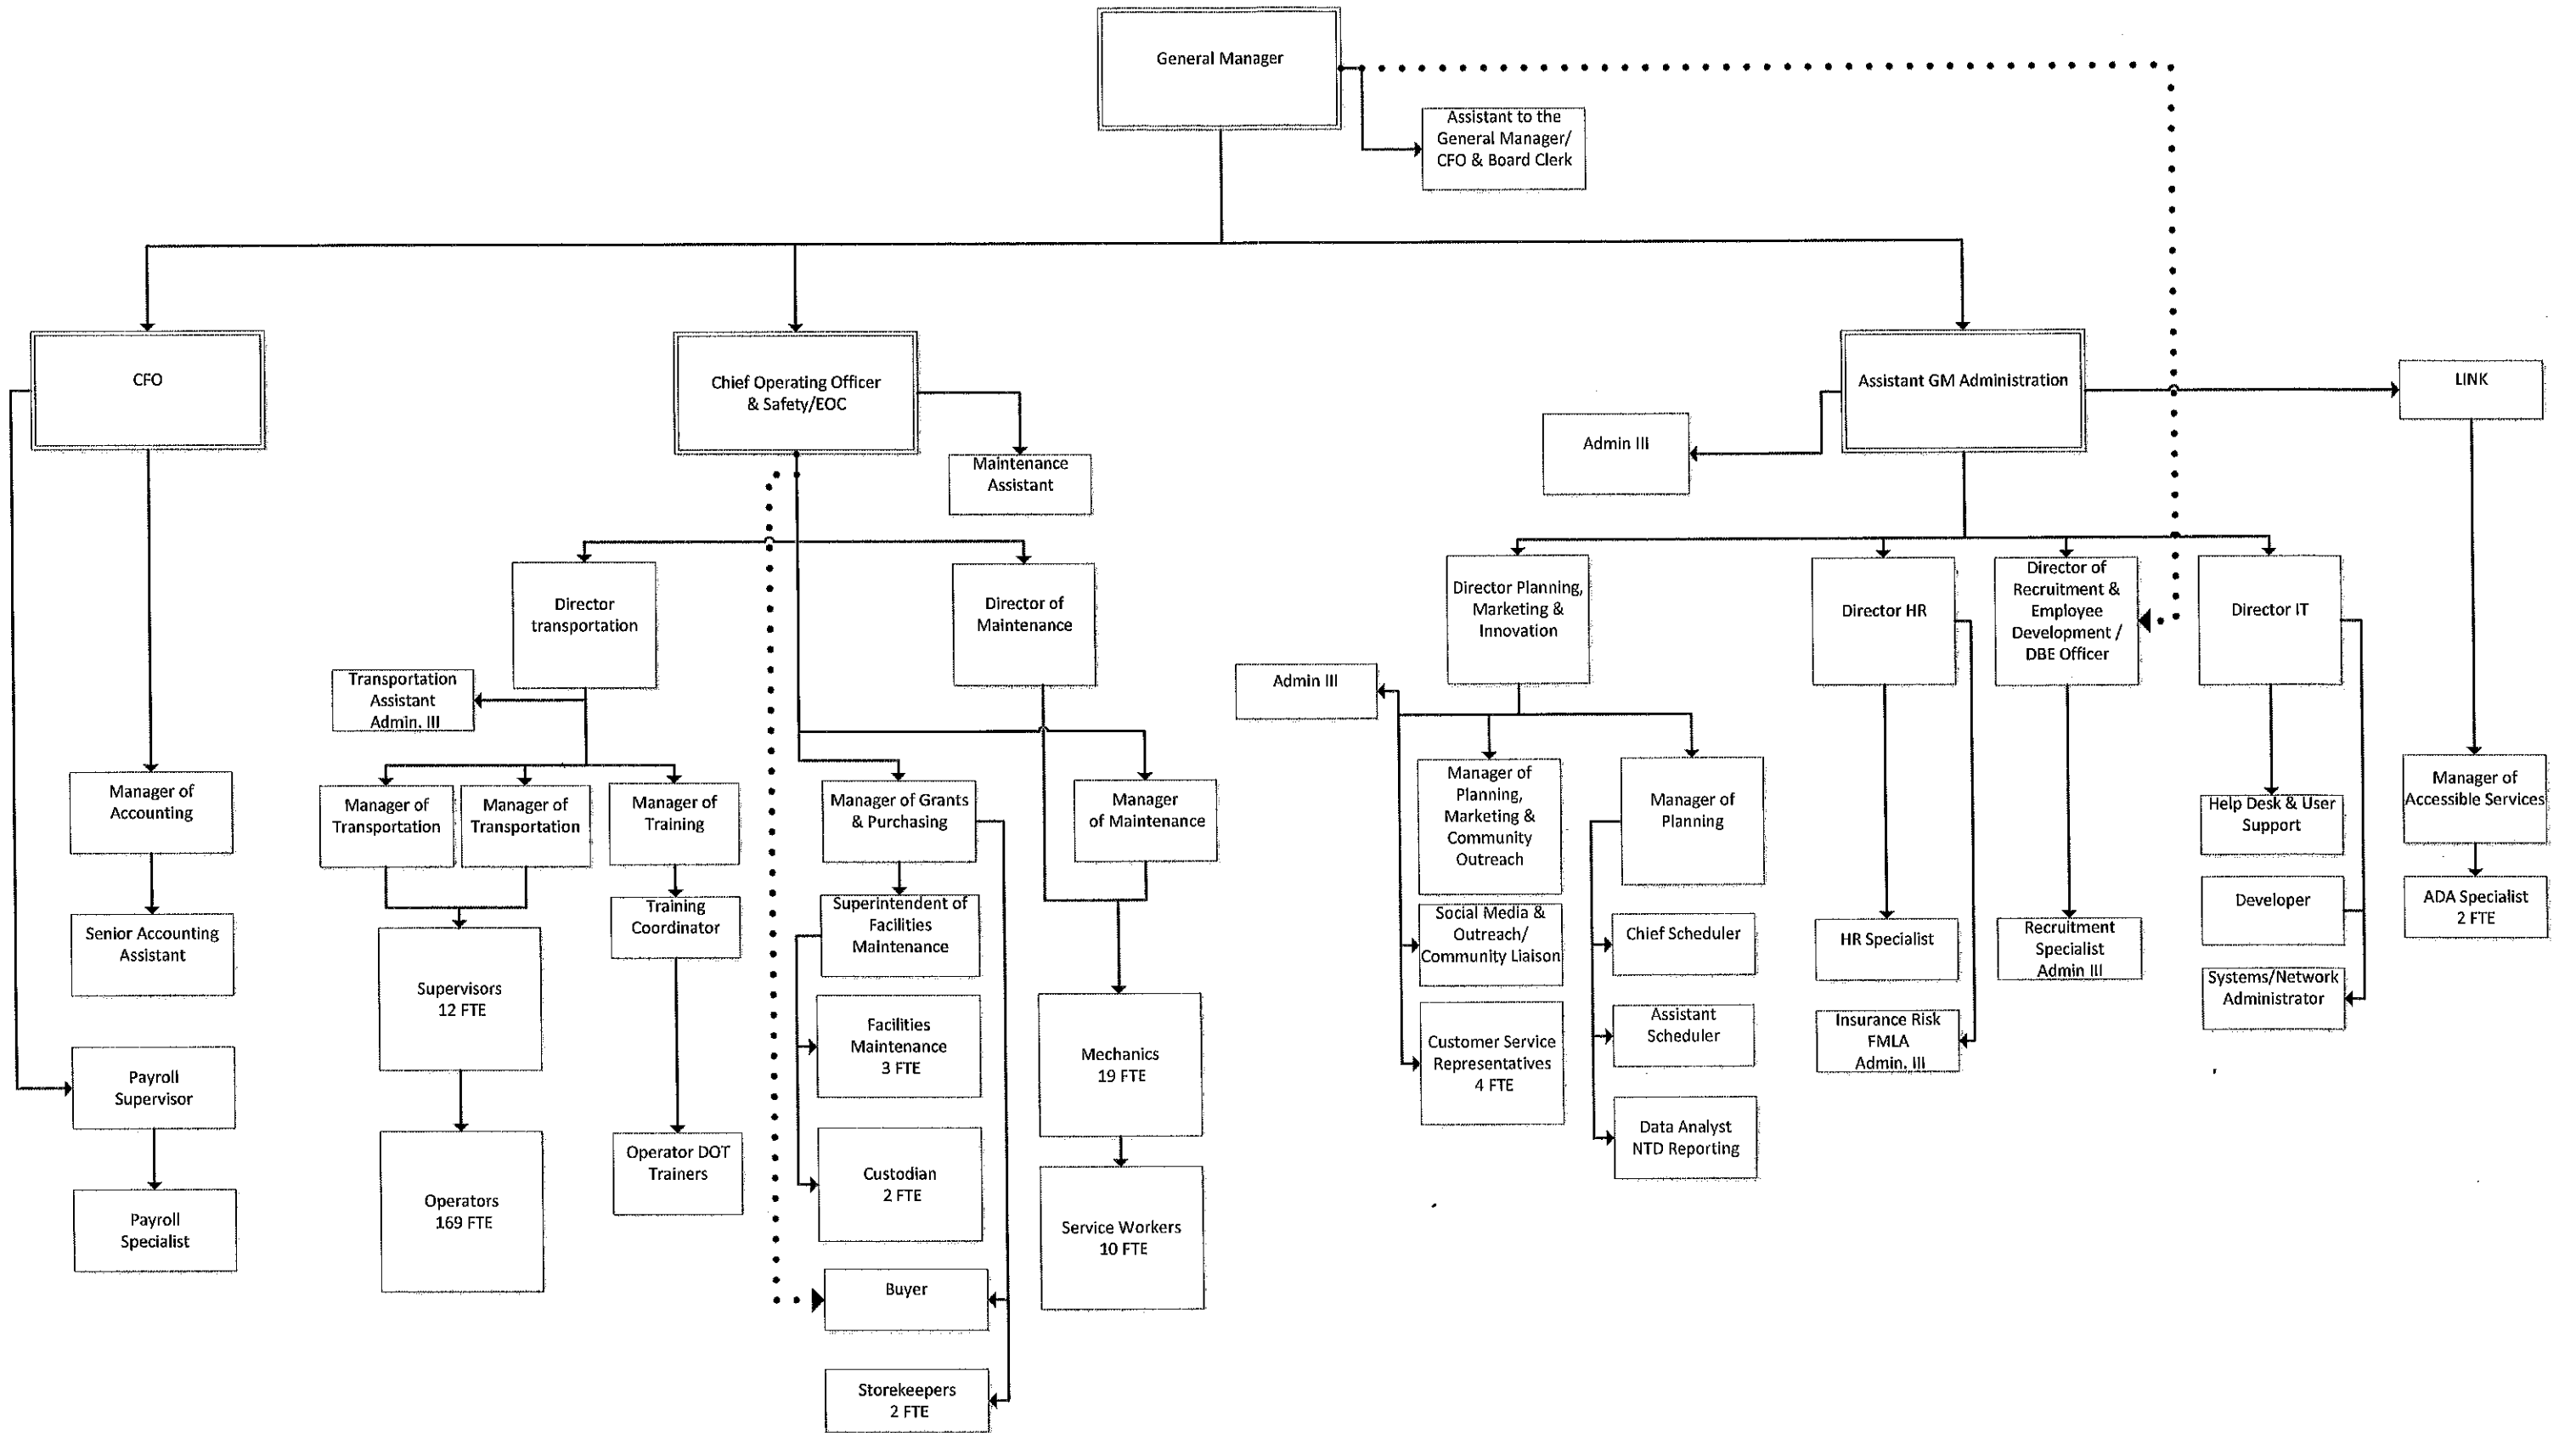 General Manager
Assistant to the
General Manager/
CFO & Board Clerk
CFO
Chief Operating Officer
& Safety/EOC
Assistant GM Administration
LINK
Admin III
Maintenance
Assistant
Director
transportation
Director of
Maintenance
Director Planning,
Marketing &
Innovation
Director HR
Director of
Recruitment &
Employee
Development /
DBE Officer
Director IT
Transportation
Assistant
Admin. III
Admin III
Manager of
Accounting
Manager of
Transportation
Manager of
Transportation
Manager of
Training
Manager of Grants
& Purchasing
Manager
of Maintenance
Manager of
Planning,
Marketing &
Community
Outreach
Manager of
Planning
Help Desk & User
Support
Manager of
Accessible Services
Senior Accounting
Assistant
Supervisors
12 FTE
Training
Coordinator
Superintendent of
Facilities
Maintenance
Social Media &
Outreach/
Community Liaison
Chief Scheduler
HR Specialist
Recruitment
Specialist
Admin III
Developer
ADA Specialist
2 FTE
Systems/Network
Administrator
Facilities
Maintenance
3 FTE
Mechanics
19 FTE
Customer Service
Representatives
4 FTE
Assistant
Scheduler
Insurance Risk
FMLA
Admin. III
Payroll
Supervisor
Operators
169 FTE
Operator DOT
Trainers
Custodian
2 FTE
Data Analyst
NTD Reporting
Payroll
Specialist
Service Workers
10 FTE
Buyer
Storekeepers
2 FTE